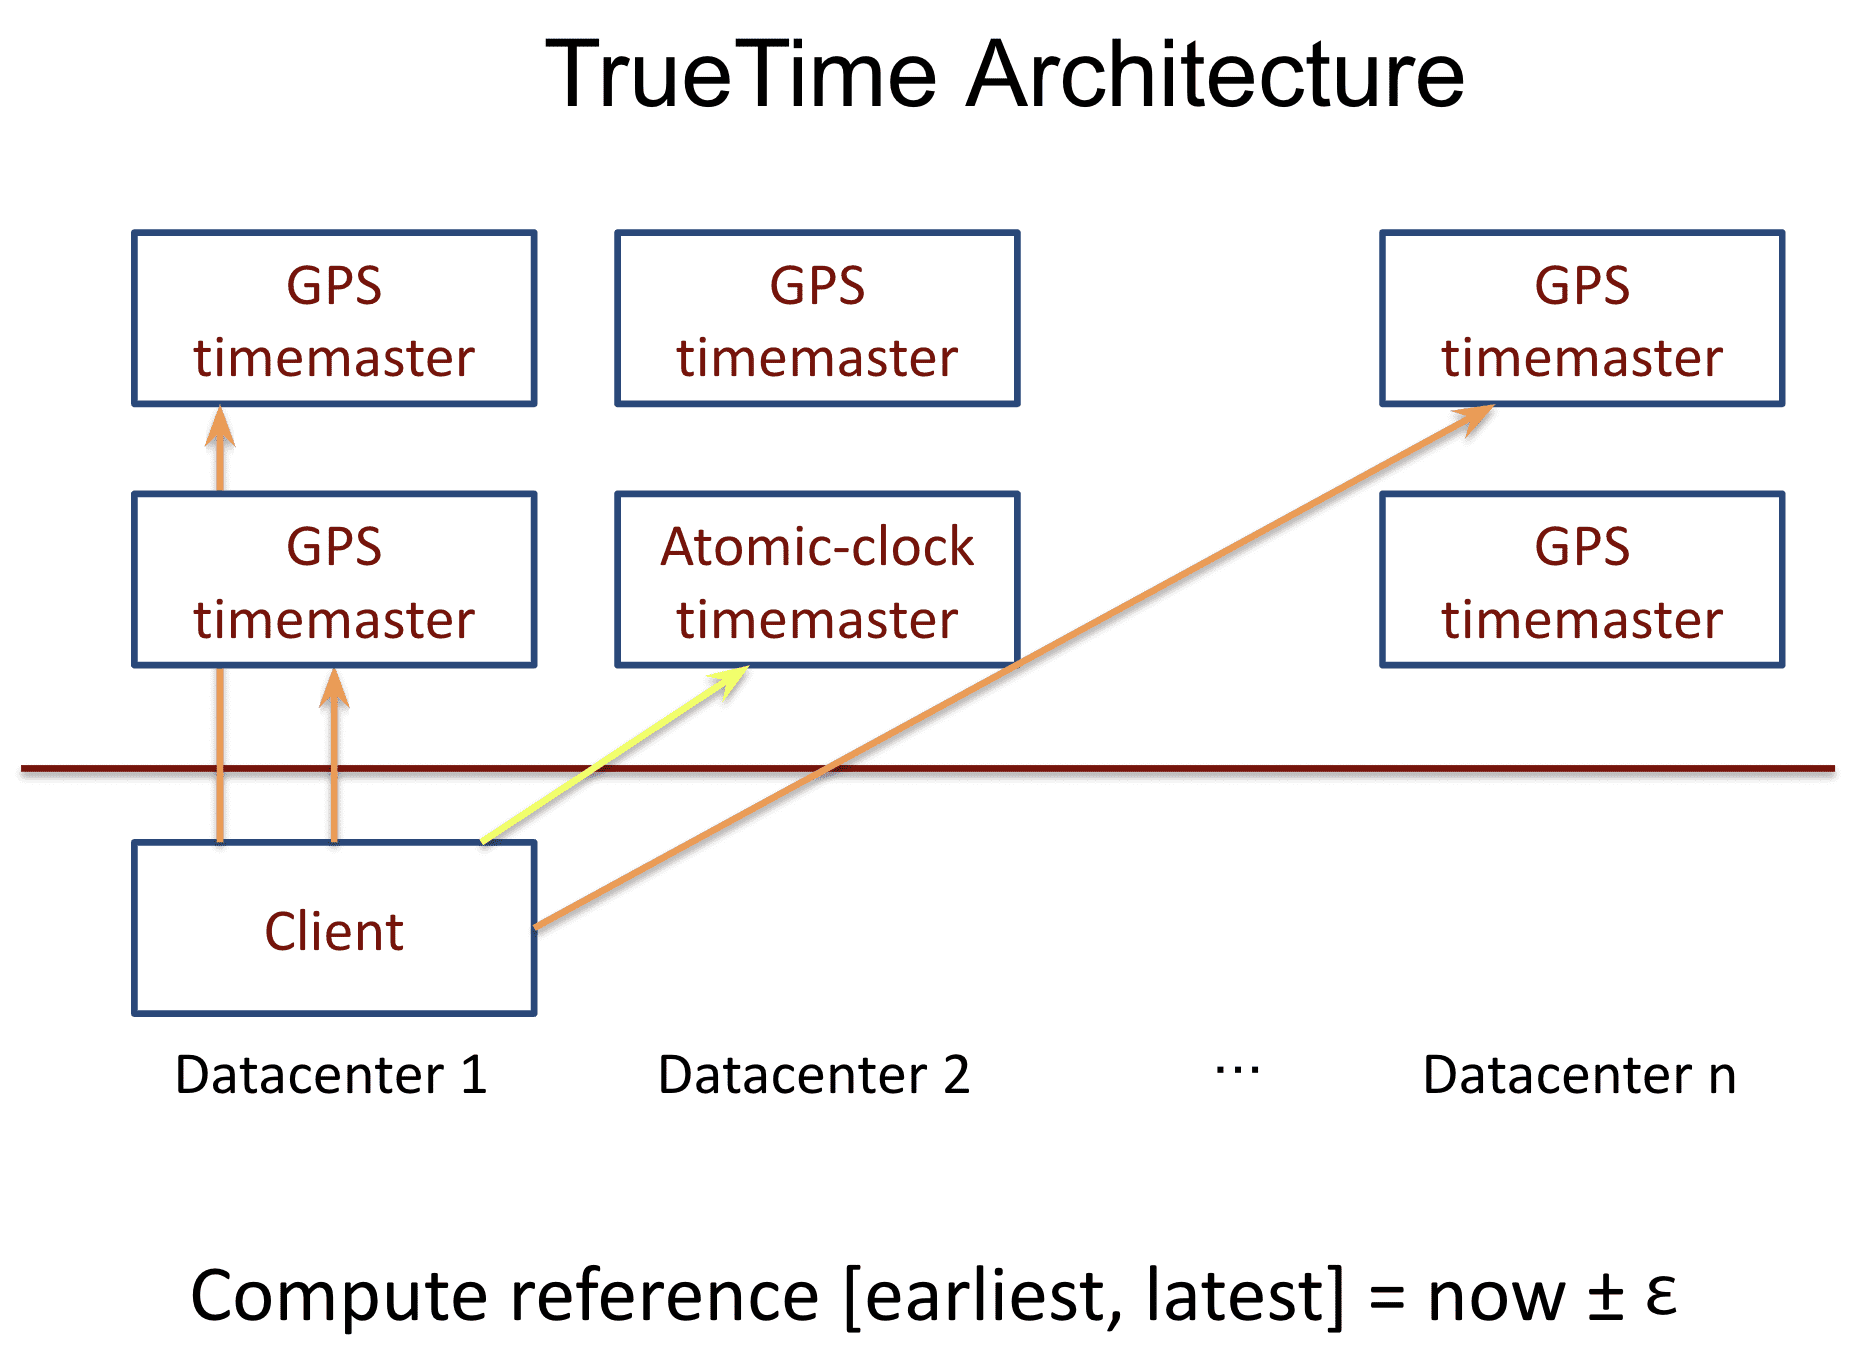 TrueTime Architecture
GPS
timemaster
GPS
timemaster
GPS
timemaster
GPS
timemaster
Atomic-clock
timemaster
GPS
timemaster
Client
Datacenter 1
Datacenter 2
...
Datacenter n
Compute reference [earliest, latest] = now ± ε